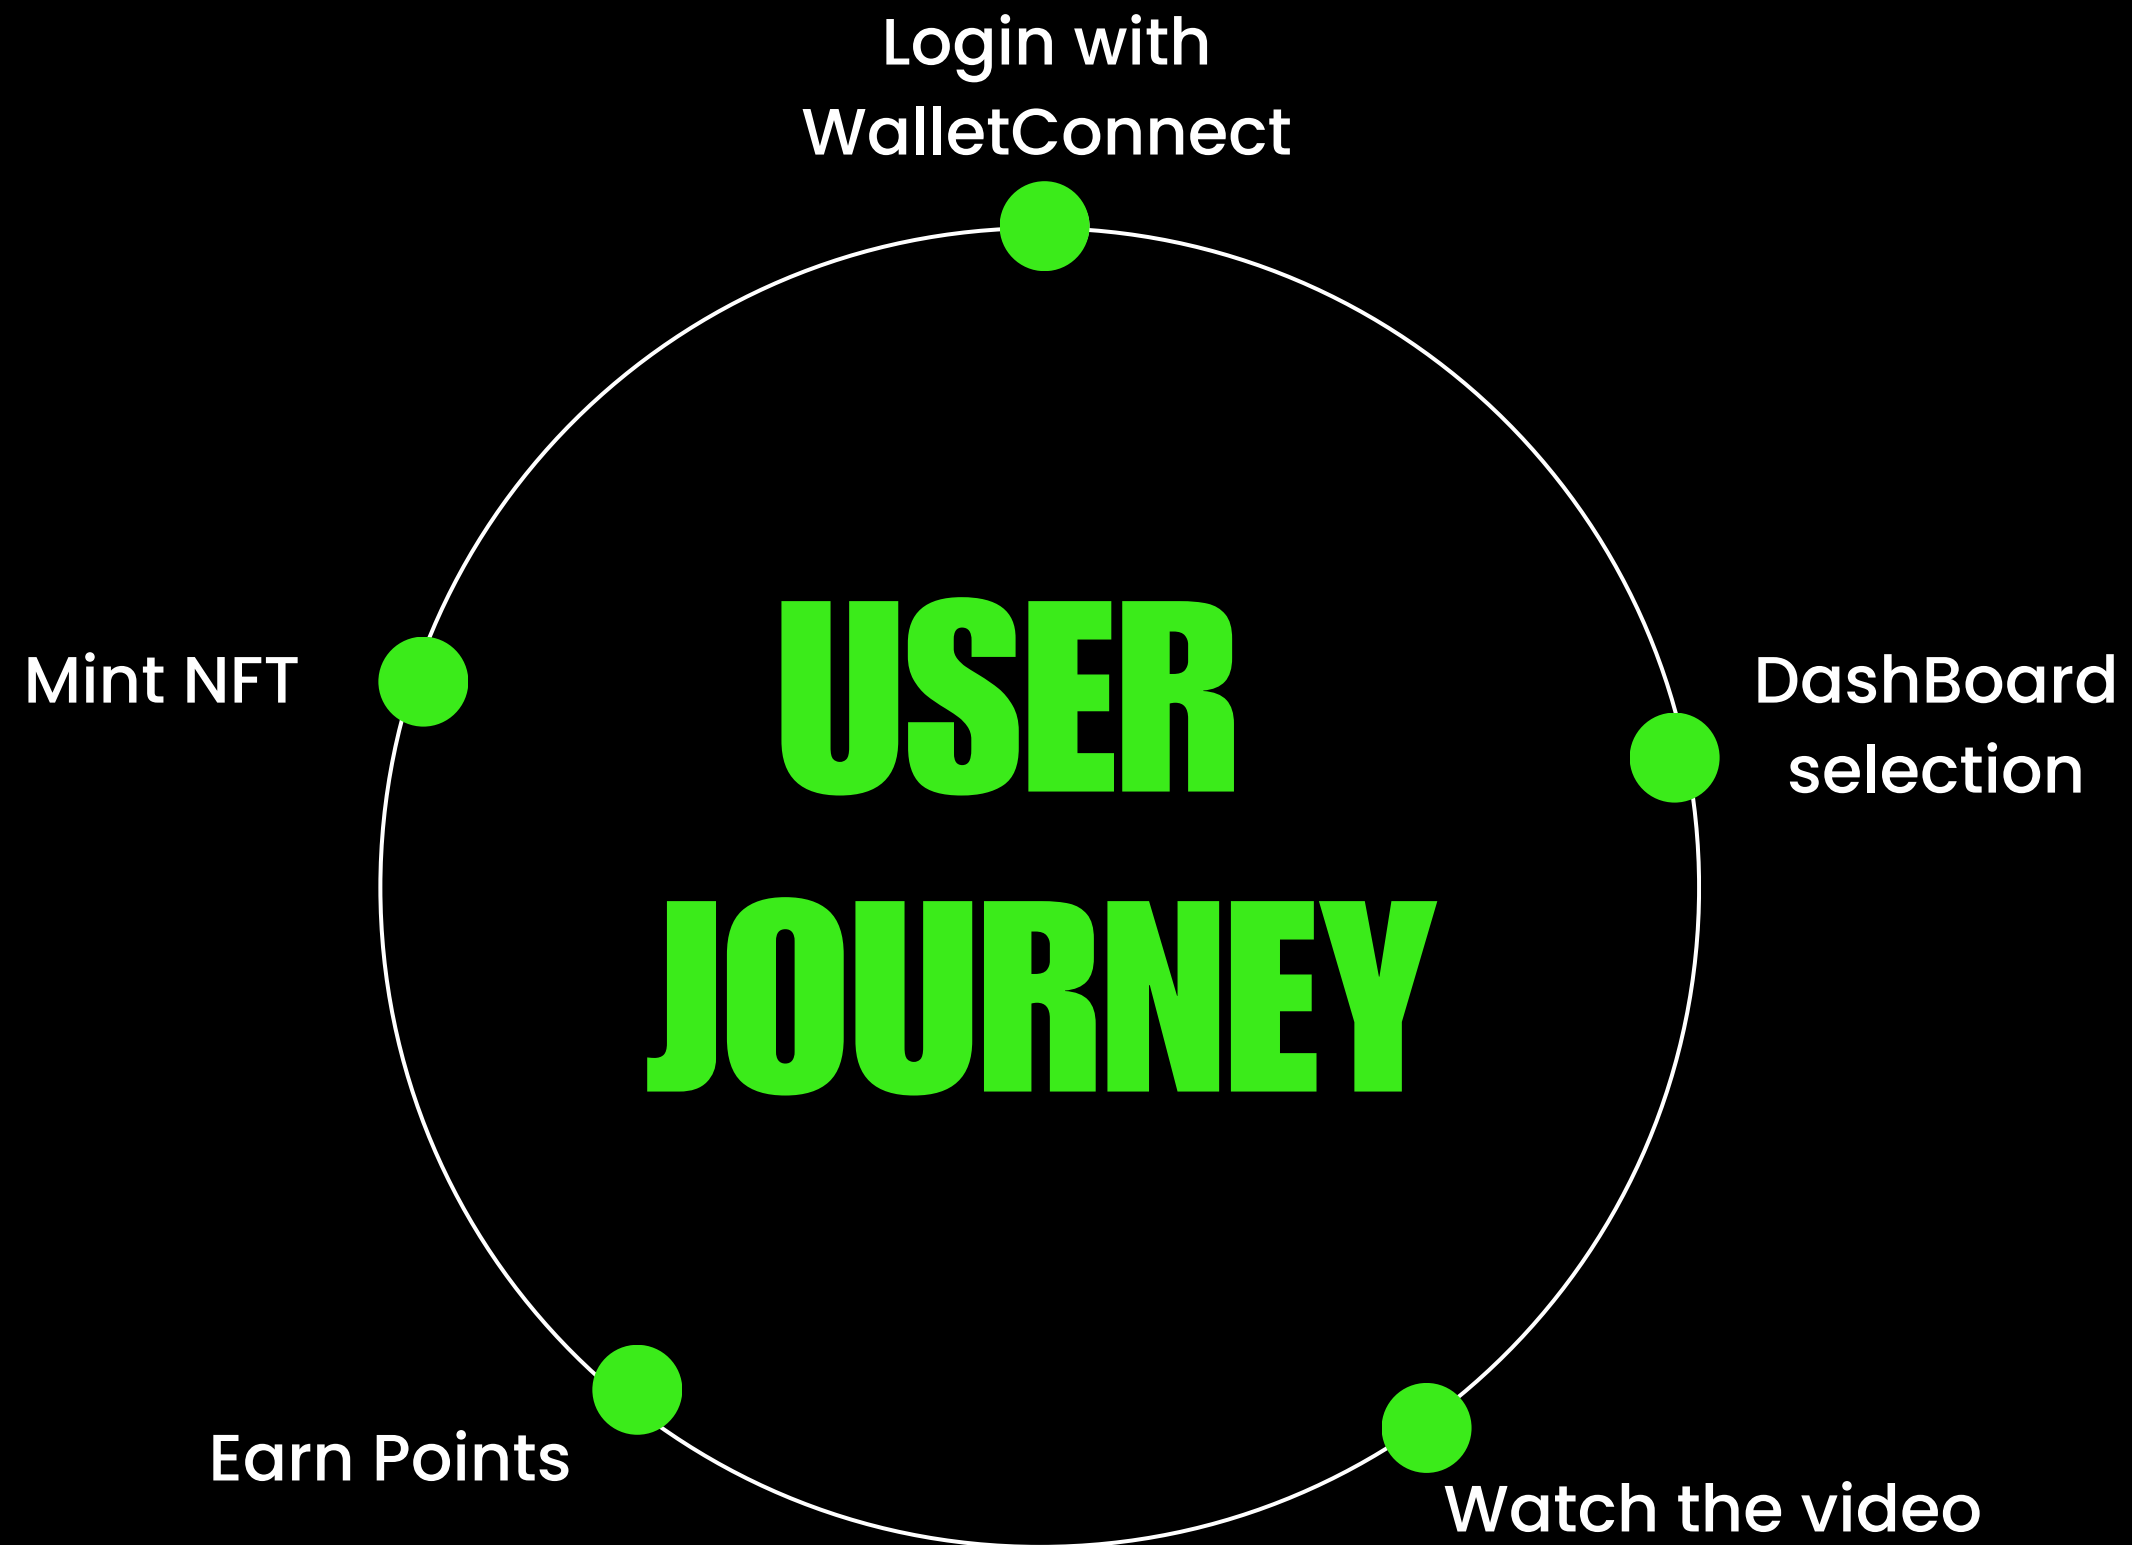 Login with
WalletConnect
Mint NFT
USER
JOURNEY
DashBoard
selection
Earn Points
Watch the video